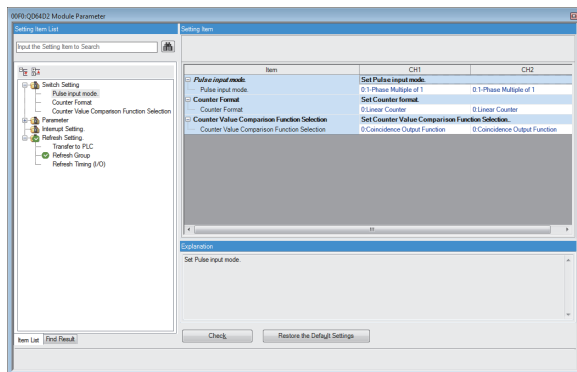 00F0:QD64D2 Module Parameter
Setting Item List
Setting Item
Input the Setting Item to Search
Item CH1 CH2
Switch Setting
Pulse input mode.
Counter Format
Counter Value Comparison Function Selection
Parameter
Interrupt Setting.
Refresh Setting.
Transfer to PLC
Refresh Group
Refresh Timing (I/O)
Pulse input mode. Set Pulse input mode.
Pulse input mode. 0:1-Phase Multiple of 1 0:1-Phase Multiple of 1
Counter Format Set Counter format.
Counter Format 0:Linear Counter 0:Linear Counter
Counter Value Comparison Function Selection Set Counter Value Comparison Function Selection..
Counter Value Comparison Function Selection 0:Coincidence Output Function 0:Coincidence Output Function
Explanation
Set Pulse input mode.
Item List Find Result
Check Restore the Default Settings